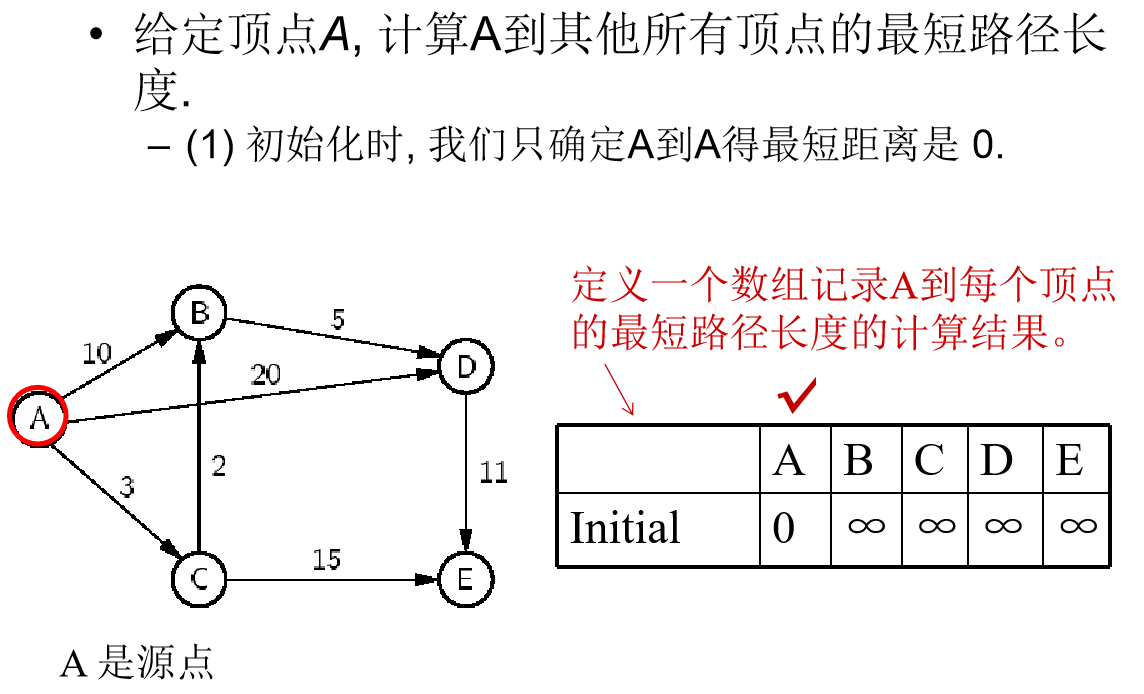 • 给定顶点A, 计算A到其他所有顶点的最短路径长
度.
– (1) 初始化时, 我们只确定A到A得最短距离是 0.
定义一个数组记录A到每个顶点
的最短路径长度的计算结果。
B
5
10
D
20
A
A B C D E
2
11
3
Initial 0 ∞ ∞ ∞ ∞
15
C
E
A 是源点